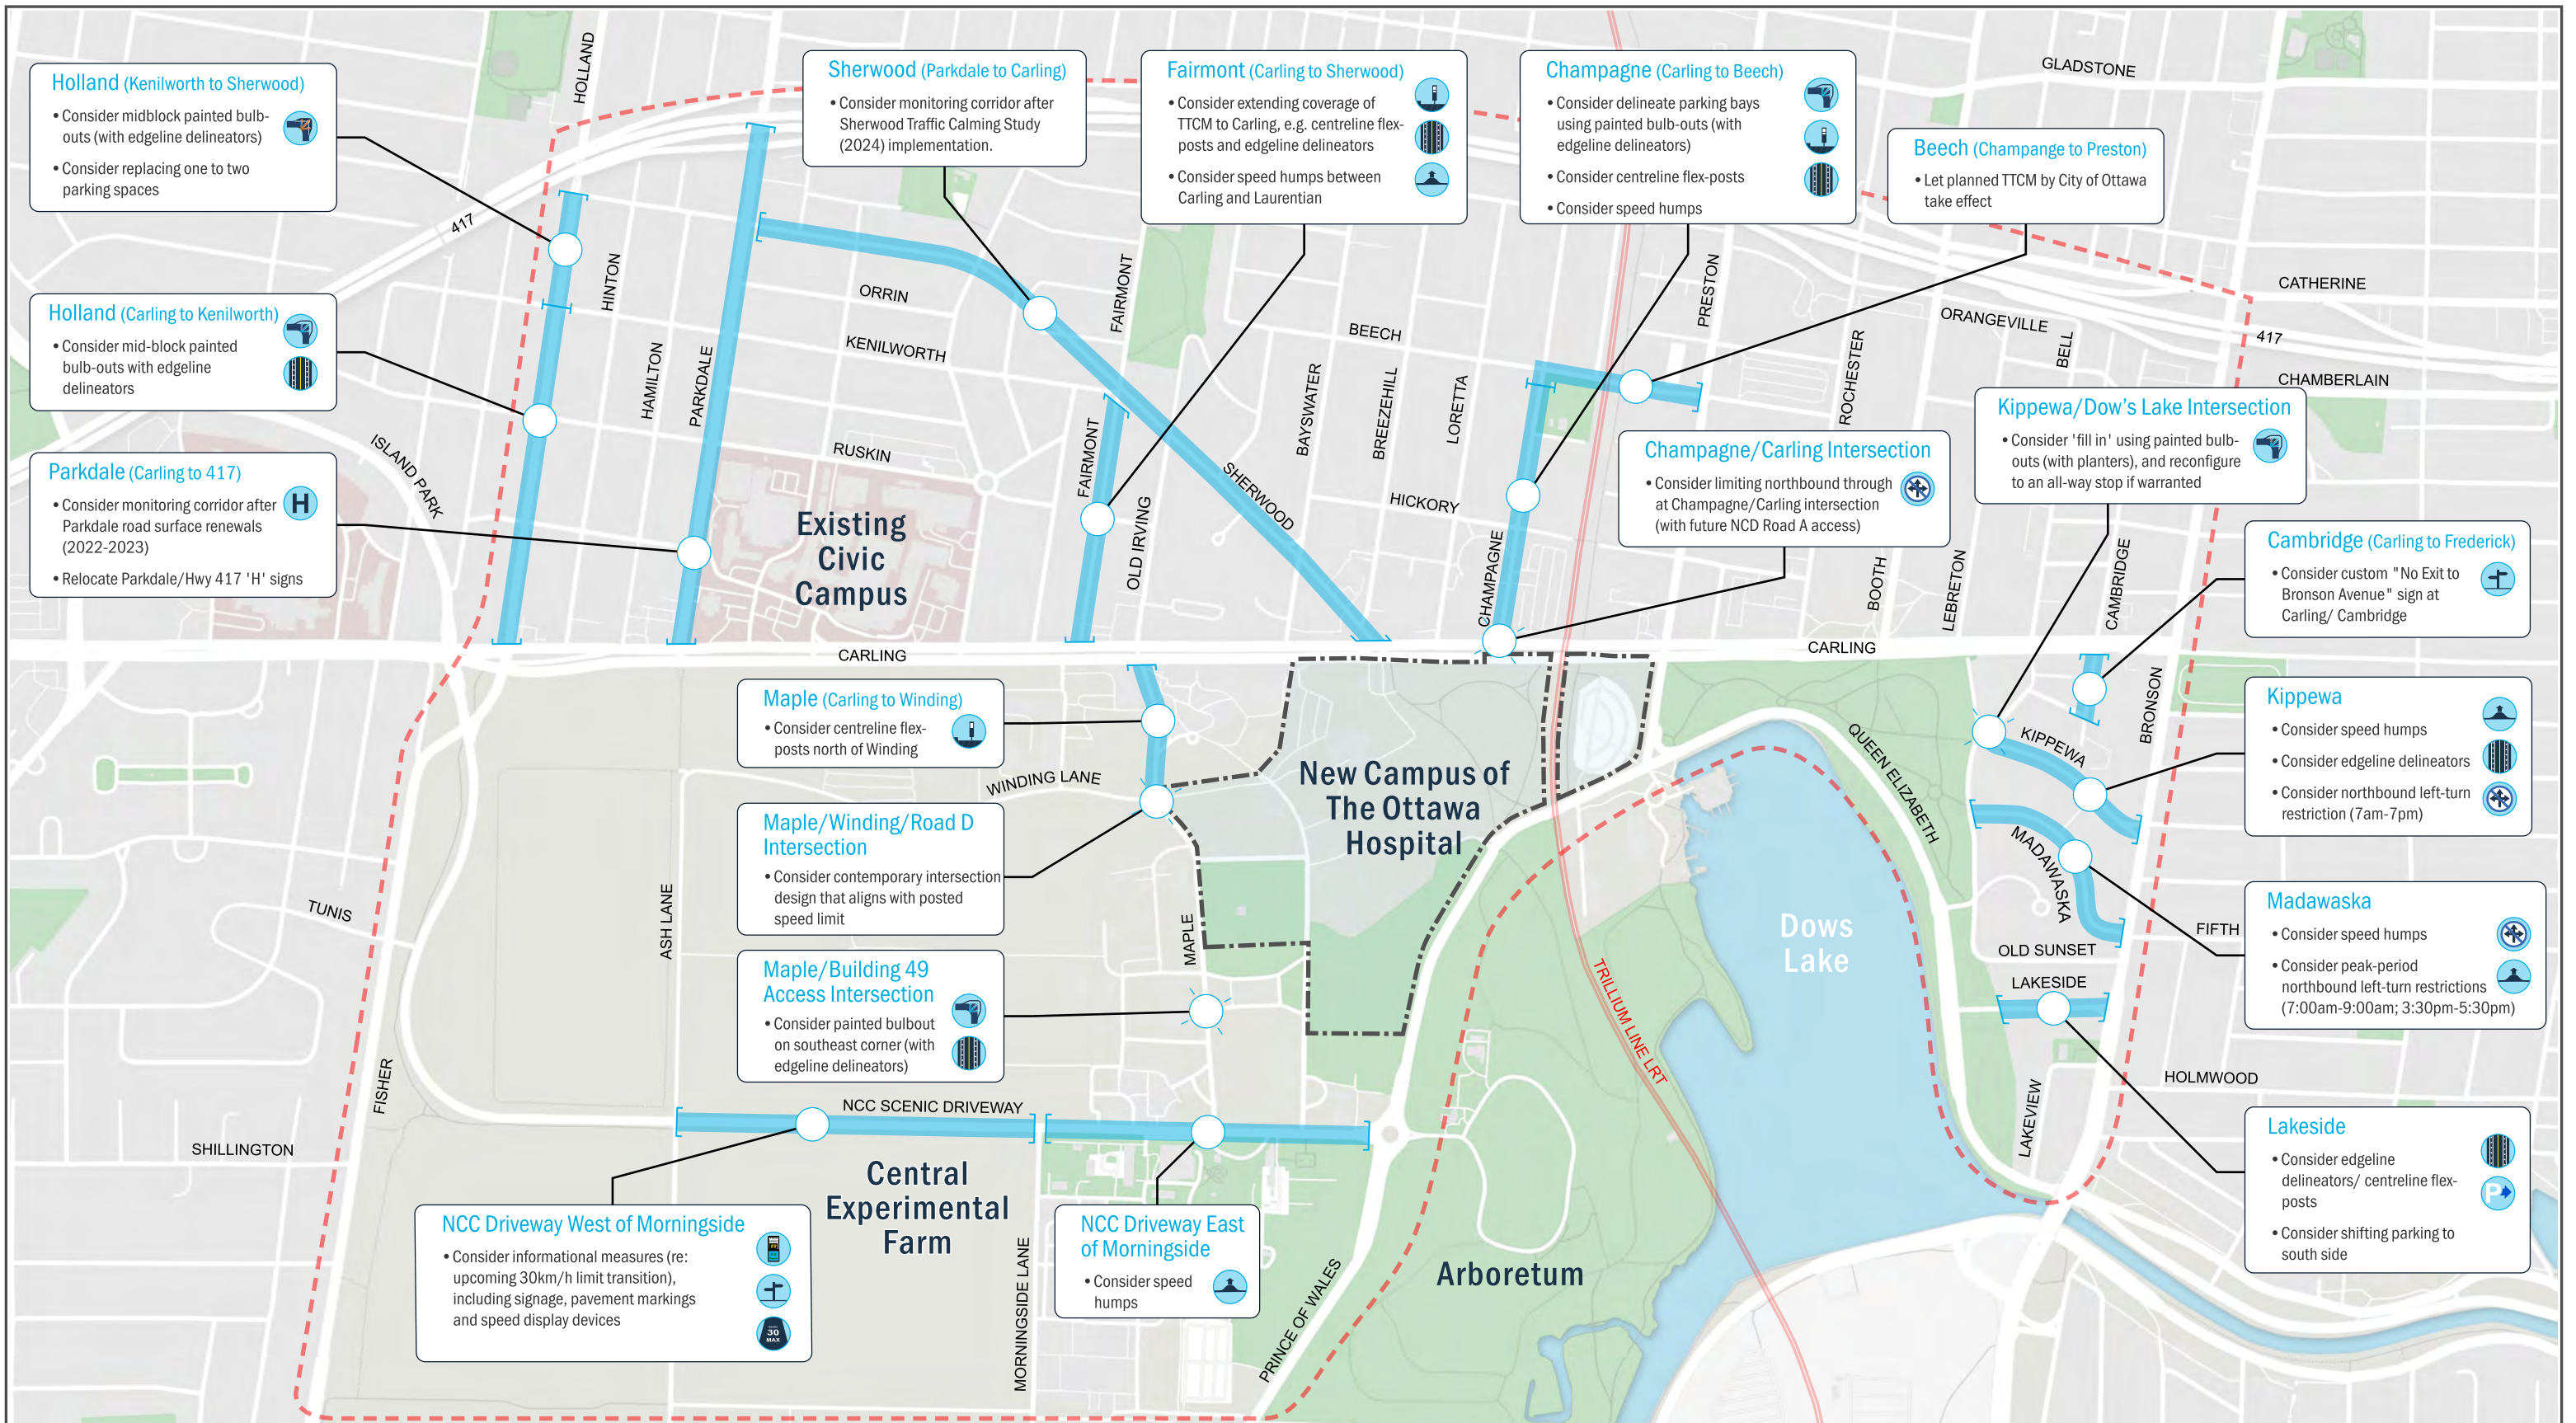 Holland (Kenilworth to Sherwood)
• Consider midblock painted bulb-
outs (with edgeline delineators)
• Consider replacing one to two
parking spaces
Holland (Carling to Kenilworth)
• Consider mid-block painted
bulb-outs with edgeline
delineators
Parkdale (Carling to 417)
• Consider monitoring corridor after
Parkdale road surface renewals
(2022-2023)
• Relocate Parkdale/Hwy 417 'H' signs
H
Sherwood (Parkdale to Carling)
• Consider monitoring corridor after
Sherwood Traffic Calming Study
(2024) implementation.
Fairmont (Carling to Sherwood)
• Consider extending coverage of
TTCM to Carling, e.g. centreline flex-
posts and edgeline delineators
• Consider speed humps between
Carling and Laurentian
Champagne (Carling to Beech)
• Consider delineate parking bays
using painted bulb-outs (with
edgeline delineators)
• Consider centreline flex-posts
• Consider speed humps
Beech (Champange to Preston)
• Let planned TTCM by City of Ottawa
take effect
Kippewa/Dow's Lake Intersection
• Consider 'fill in' using painted bulb-
outs (with planters), and reconfigure
to an all-way stop if warranted
Champagne/Carling Intersection
• Consider limiting northbound through
at Champagne/Carling intersection
(with future NCD Road A access)
Cambridge (Carling to Frederick)
• Consider custom "No Exit to
Bronson Avenue" sign at
Carling/ Cambridge
Kippewa
• Consider speed humps
• Consider edgeline delineators
• Consider northbound left-turn
restriction (7am-7pm)
Madawaska
• Consider speed humps
• Consider peak-period
northbound left-turn restrictions
(7:00am-9:00am; 3:30pm-5:30pm)
Lakeside
• Consider edgeline
delineators/ centreline flex-
posts
• Consider shifting parking to
south side
P
Maple (Carling to Winding)
• Consider centreline flex-
posts north of Winding
Maple/Winding/Road D
Intersection
• Consider contemporary intersection
design that aligns with posted
speed limit
Maple/Building 49
Access Intersection
• Consider painted bulbout
on southeast corner (with
edgeline delineators)
NCC Driveway West of Morningside
• Consider informational measures (re:
upcoming 30km/h limit transition),
including signage, pavement markings
and speed display devices
30
MAX
NCC Driveway East
of Morningside
• Consider speed
humps
Existing
Civic
Campus
New Campus of
The Ottawa
Hospital
Dows
Lake
Central
Experimental
Farm
Arboretum
HOLLAND
417
HINTON
HAMILTON
PARKDALE
ISLAND PARK
ORRIN
KENILWORTH
RUSKIN
FAIRMONT
FAIRMONT
OLD IRVING
SHERWOOD
BEECH
BAYSWATER
BREEZEHILL
LORETTA
HICKORY
CHAMPAGNE
PRESTON
GLADSTONE
CATHERINE
ORANGEVILLE
417
CHAMBERLAIN
ROCHESTER
BELL
BOOTH
LEBRETON
CAMBRIDGE
BRONSON
CARLING
CARLING
KIPPEWA
QUEEN ELIZABETH
MADAWASKA
FIFTH
OLD SUNSET
LAKESIDE
HOLMWOOD
LAKEVIEW
TRILLIUM LINE LRT
WINDING LANE
MAPLE
ASH LANE
TUNIS
FISHER
SHILLINGTON
NCC SCENIC DRIVEWAY
MORNINGSIDE LANE
PRINCE OF WALES